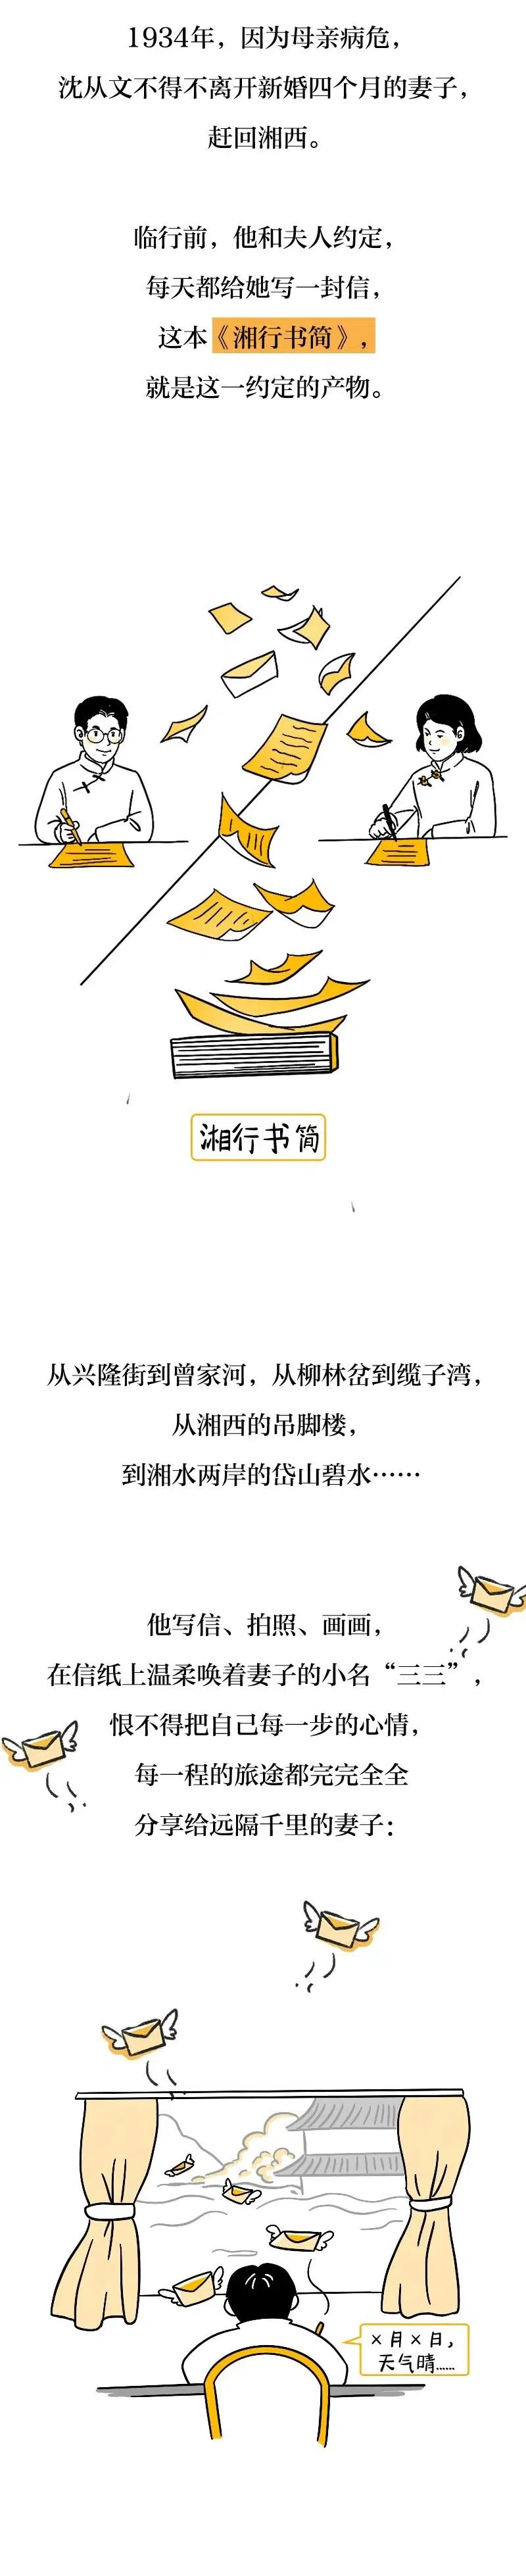 1934年，因为母亲病危，
沈从文不得不离开新婚四个月的妻子，
赶回湘西。
临行前，他和夫人约定，
每天都给她写一封信，
这本《湘行书简》，
就是这一约定的产物。
湘行书简
从兴隆街到曾家河，从柳林岔到缆子湾，
从湘西的吊脚楼，
到湘水两岸的岱山碧水……
他写信、拍照、画画，
在信纸上温柔唤着妻子的小名“三三”，
恨不得把自己每一步的心情，
每一程的旅途都完完全全
分享给远隔千里的妻子：
×月×日，
天气晴……